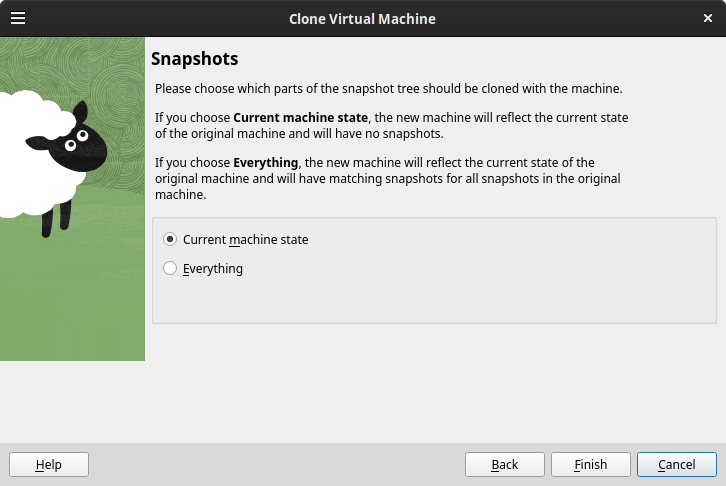 Clone Virtual Machine
Snapshots
Please choose which parts of the snapshot tree should be cloned with the machine.
If you choose Current machine state, the new machine will reflect the current state
of the original machine and will have no snapshots.
If you choose Everything, the new machine will reflect the current state of the
original machine and will have matching snapshots for all snapshots in the original
machine.
Current machine state
Everything
Help
Back
Finish
Cancel